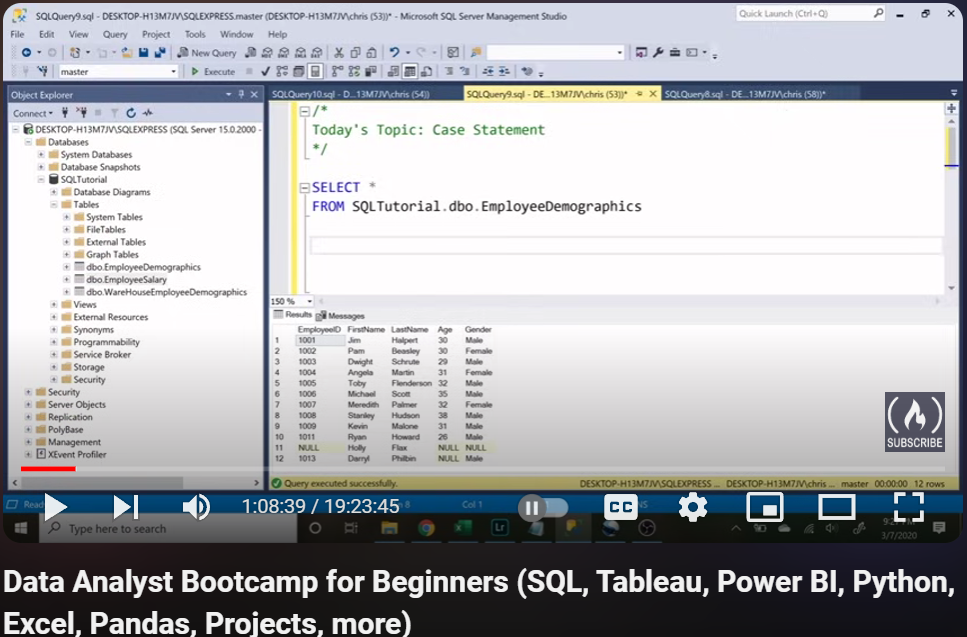 SQLQuery9.sql - DESKTOP-H13M7JV\SQLEXPRESS.master (DESKTOP-H13M7JV\chris (53))* - Microsoft SQL Server Management Studio
Quick Launch (Ctrl+Q)
File Edit View Query Project Tools Window Help
New Query
master Execute
Object Explorer
SQLQuery10.sql - D...13M7JV\chris (54)) SQLQuery9.sql - DE...13M7JV\chris (53))* SQLQuery8.sql - DE...13M7JV\chris (58))*
Connect
DESKTOP-H13M7JV\SQLEXPRESS (SQL Server 15.0.2000 -
Databases
System Databases
Database Snapshots
SQLTutorial
Database Diagrams
Tables
System Tables
FileTables
External Tables
Graph Tables
dbo.EmployeeDemographics
dbo.EmployeeSalary
dbo.WareHouseEmployeeDemographics
Views
External Resources
Synonyms
Programmability
Service Broker
Storage
Security
Security
Server Objects
Replication
PolyBase
Management
XEvent Profiler
/*
Today's Topic: Case Statement
*/
SELECT *
FROM SQLTutorial.dbo.EmployeeDemographics
150 %
Results Messages
EmployeeID FirstName LastName Age Gender
1 1001 Jim Halpert 30 Male
2 1002 Pam Beasley 30 Female
3 1003 Dwight Schrute 29 Male
4 1004 Angela Martin 31 Female
5 1005 Toby Flenderson 32 Male
6 1006 Michael Scott 35 Male
7 1007 Meredith Palmer 32 Female
8 1008 Stanley Hudson 38 Male
9 1009 Kevin Malone 31 Male
10 1011 Ryan Howard 26 Male
11 NULL Holly Flax NULL NULL
12 1013 Darryl Philbin NULL Male
SUBSCRIBE
Query executed successfully. DESKTOP-H13M7JV\SQLEXPRESS ... DESKTOP-H13M7JV\chris ... master 00:00:00 12 rows
1:08:39 / 19:23:45
Col 1
CC
Type here to search
Lr
3/7/2020
Data Analyst Bootcamp for Beginners (SQL, Tableau, Power BI, Python,
Excel, Pandas, Projects, more)